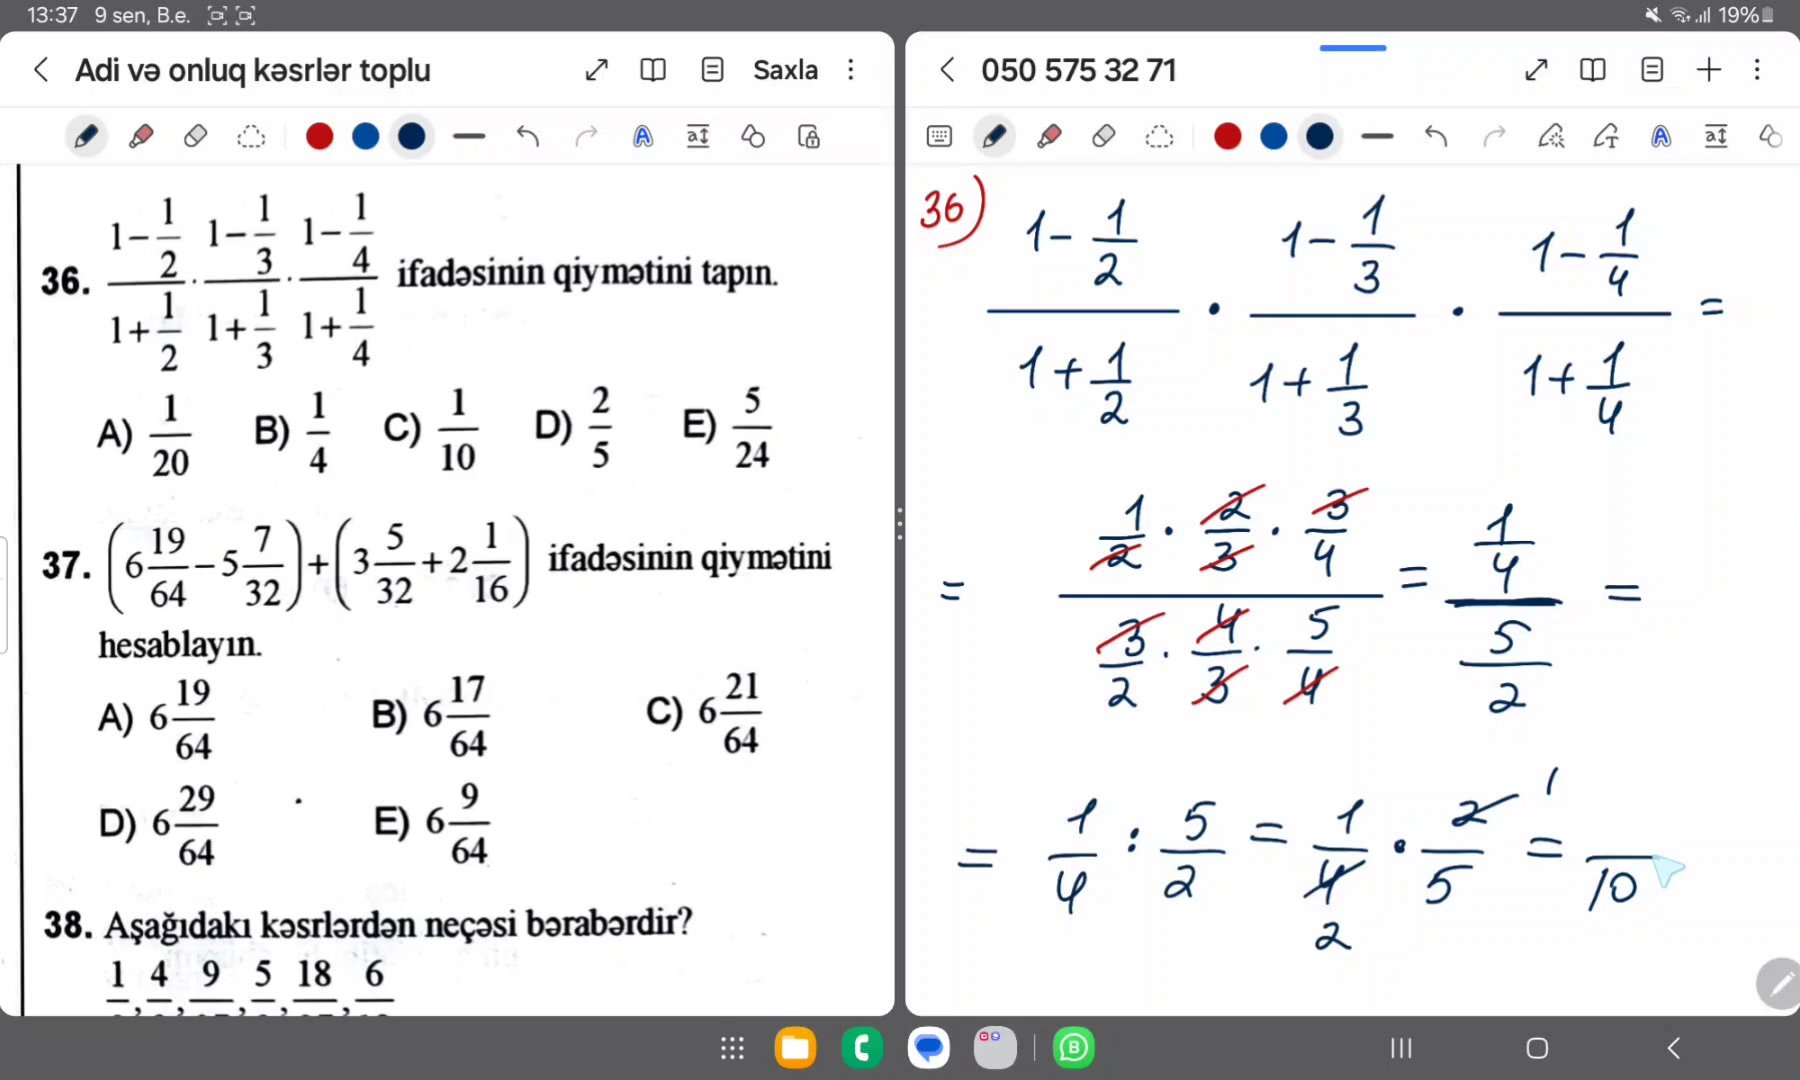 13:37 9 sen, B.e. 19%
Adi və onluq kəsrlər toplu Saxla
050 575 32 71
36. (1-1/2)/(1+1/2) · (1-1/3)/(1+1/3) · (1-1/4)/(1+1/4) ifadəsinin qiymətini tapın.
A) 1/20 B) 1/4 C) 1/10 D) 2/5 E) 5/24
37. (6 19/64 - 5 7/32) + (3 5/32 + 2 1/16) ifadəsinin qiymətini
hesablayın.
A) 6 19/64 B) 6 17/64 C) 6 21/64
D) 6 29/64 E) 6 9/64
38. Aşağıdakı kəsrlərdən neçəsi bərabərdir?
1 4 9 5 18 6
36) (1-1/2)/(1+1/2) · (1-1/3)/(1+1/3) · (1-1/4)/(1+1/4) =
= (1/2 · 2/3 · 3/4)/(3/2 · 4/3 · 5/4) = (1/4)/(5/2) =
= 1/4 : 5/2 = 1/4 · 2/5 = /10
1
2